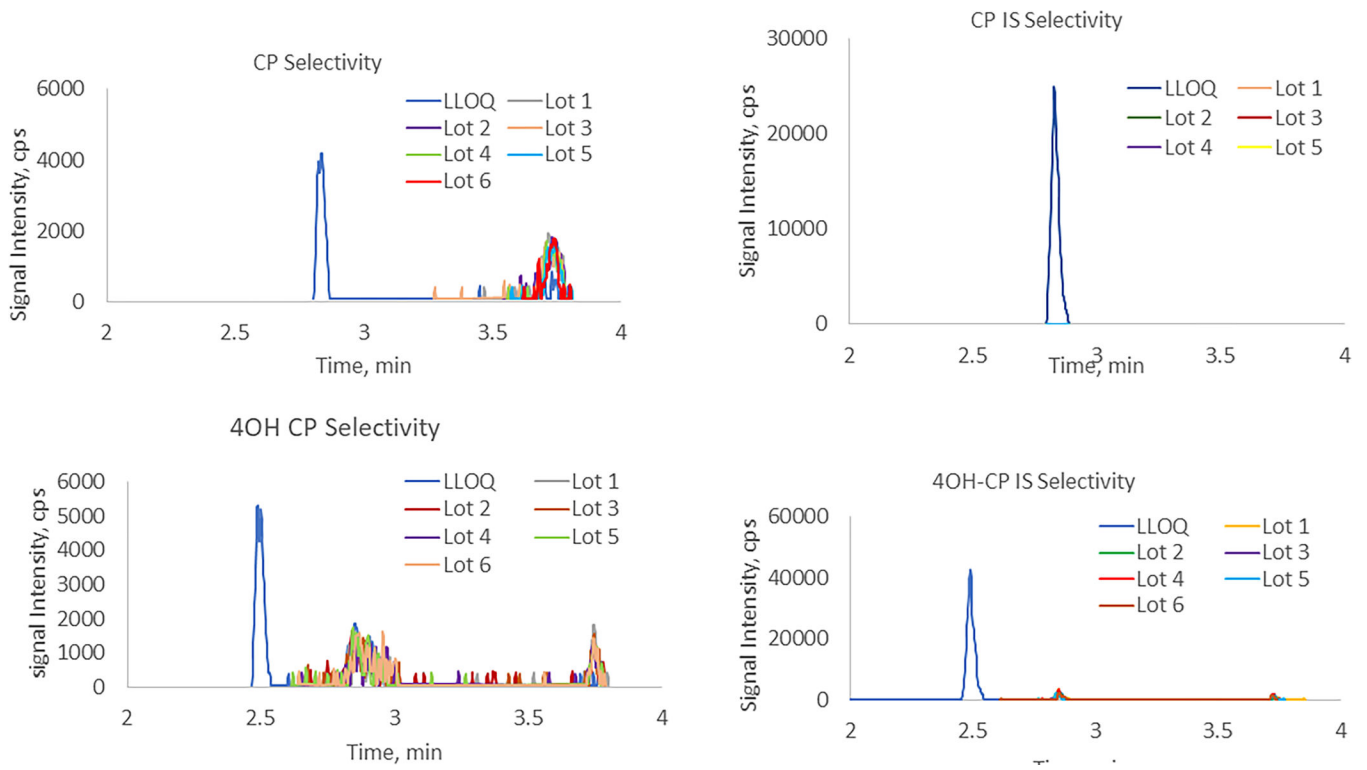 CP Selectivity
6000
4000
2000
0
Signal Intensity, cps
LLOQ Lot 1
Lot 2 Lot 3
Lot 4 Lot 5
Lot 6
2 2.5 3 3.5 4
Time, min
CP IS Selectivity
30000
20000
10000
0
Signal Intensity, cps
LLOQ Lot 1
Lot 2 Lot 3
Lot 4 Lot 5
2 2.5 3 3.5 4
Time, min
4OH CP Selectivity
6000
5000
4000
3000
2000
1000
0
signal Intensity, cps
LLOQ Lot 1
Lot 2 Lot 3
Lot 4 Lot 5
Lot 6
2 2.5 3 3.5 4
Time, min
4OH-CP IS Selectivity
60000
40000
20000
0
Signal Intensity, cps
LLOQ Lot 1
Lot 2 Lot 3
Lot 4 Lot 5
Lot 6
2 2.5 3 3.5 4